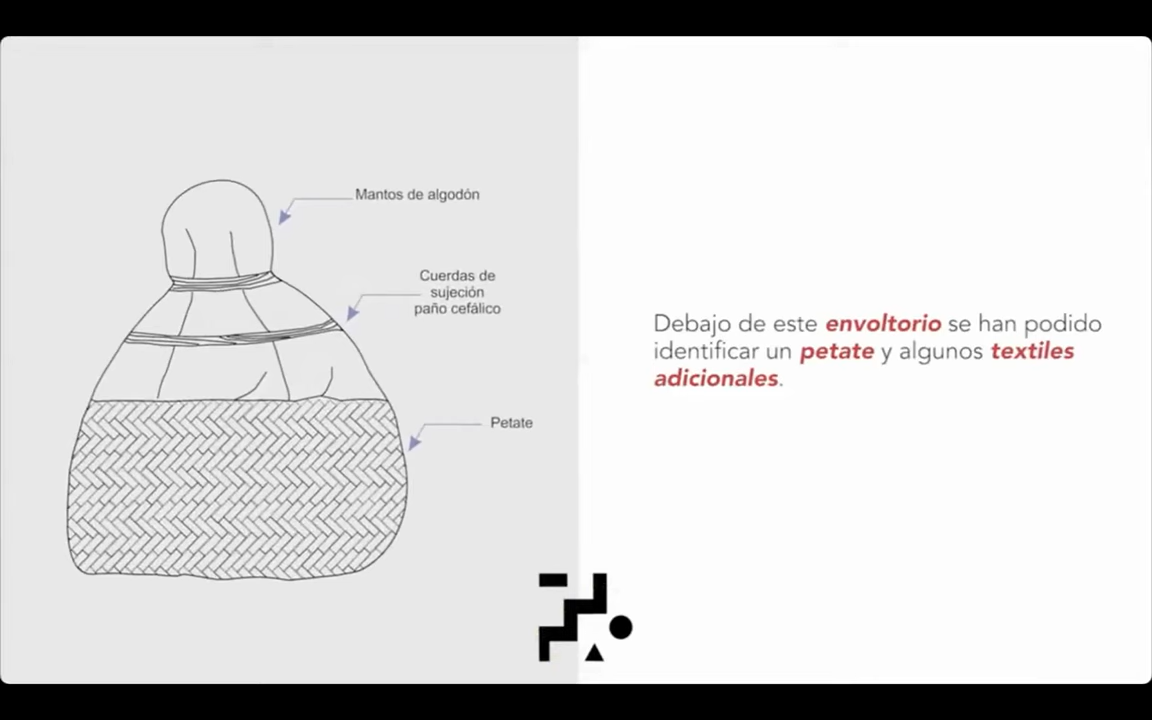 Mantos de algodón
Cuerdas de
sujeción
paño cefálico
Petate
Debajo de este envoltorio se han podido
identificar un petate y algunos textiles
adicionales.